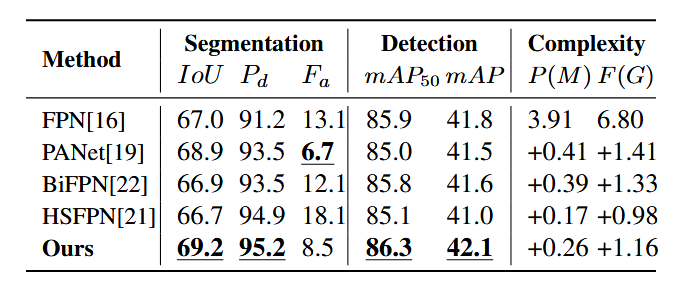 Method Segmentation Detection Complexity
IoU P_d F_a mAP_50 mAP P(M) F(G)
FPN[16] 67.0 91.2 13.1 85.9 41.8 3.91 6.80
PANet[19] 68.9 93.5 6.7 85.0 41.5 +0.41 +1.41
BiFPN[22] 66.9 93.5 12.1 85.8 41.6 +0.39 +1.33
HSFPN[21] 66.7 94.9 18.1 85.1 41.0 +0.17 +0.98
Ours 69.2 95.2 8.5 86.3 42.1 +0.26 +1.16